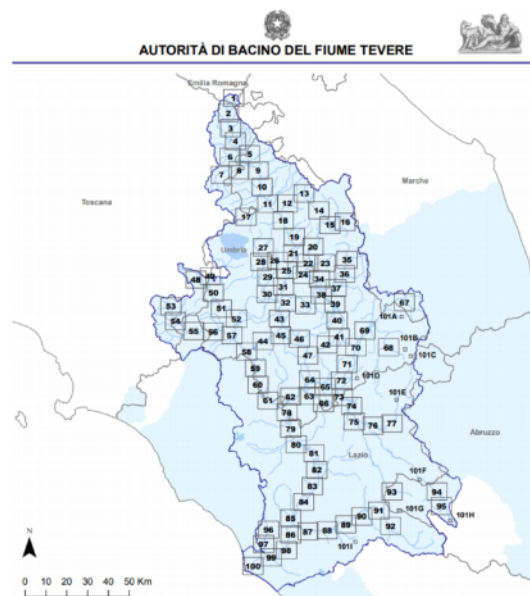 AUTORITÀ DI BACINO DEL FIUME TEVERE
Emilia Romagna
1
2
3
4
5
6
7 8 9
10
11 12 13
14
15 16
17 18
Toscana
Marche
19
20
27 21
Umbria
28 26 22 23 35
29 25 24 34 36
48 49
30 31 37
50 38
53 32 33 39
51 67
54 52 43 40 101A
55 56 57 45 46 41 69
44 42 70 68 101B
58 47 101C
59 71
60 64 72 101D
65
61 62 63 66 73 101E
78 74
79 75 76 77
80
81 Lazio
Abruzzo
82
101F
83 93 94
84 95
85 91 101G 101H
96 90
86 87 88 89 92
97 98 101I
99
100
N
0 10 20 30 40 50 Km